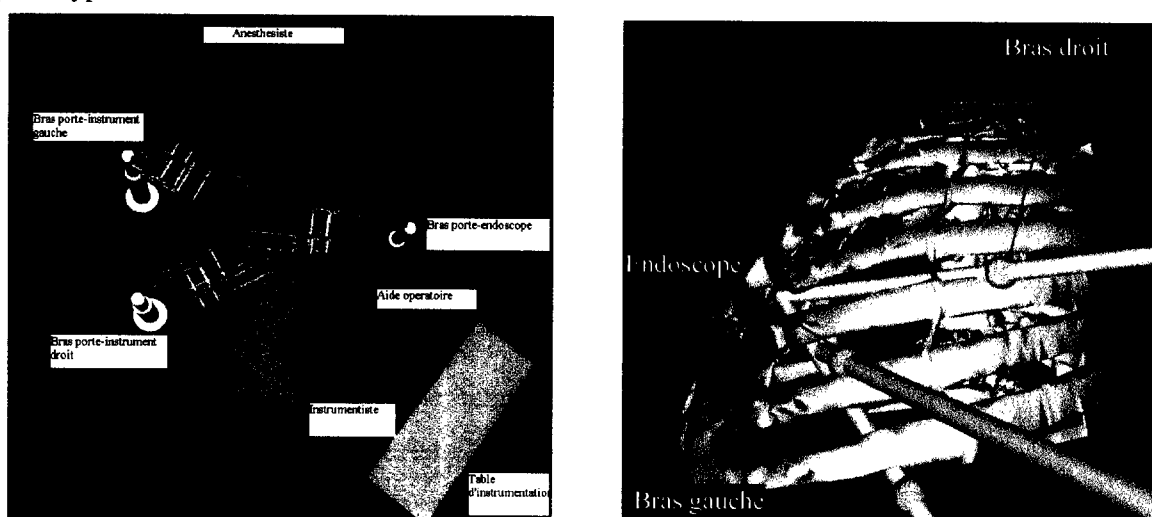 Anesthesiste
Bras porte-instrument
gauche
Bras porte-endoscope
Aide operatoire
Bras porte-instrument
droit
Instrumentiste
Table
d'instrumentation
Bras droit
Endoscope
Bras gauche